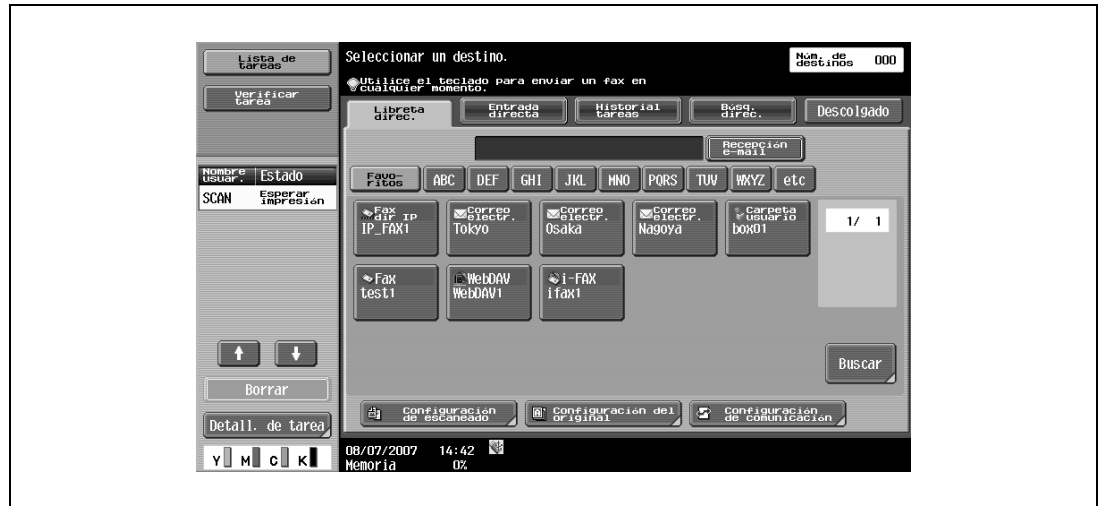 Lista de
tareas
Verificar
tarea
Nombre
usuar.
Estado
SCAN
Esperar
impresión
Borrar
Detall. de tarea
Y M C K
Seleccionar un destino.
Utilice el teclado para enviar un fax en
cualquier momento.
Núm. de
destinos
000
Libreta
direc.
Entrada
directa
Historial
tareas
Búsq.
direc.
Descolgado
Recepción
e-mail
Favo-
ritos
ABC DEF GHI JKL MNO PQRS TUV WXYZ etc
Fax
dir IP
IP_FAX1
Correo
electr.
Tokyo
Correo
electr.
Osaka
Correo
electr.
Nagoya
Carpeta
usuario
box01
1/ 1
Fax
test1
WebDAV
WebDAV1
i-FAX
ifax1
Buscar
Configuración
de escaneado
Configuración del
original
Configuración
de comunicación
08/07/2007 14:42
Memoria 0%